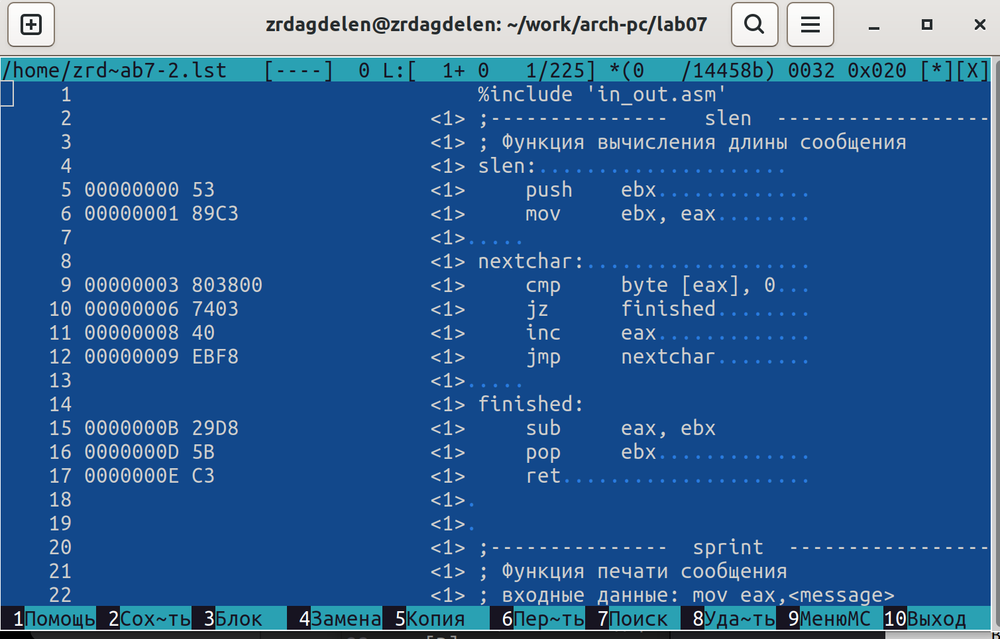 zrdagdelen@zrdagdelen: ~/work/arch-pc/lab07
/home/zrd~ab7-2.lst [----] 0 L:[ 1+ 0 1/225] *(0 /14458b) 0032 0x020 [*][X]
1 %include 'in_out.asm'
2 <1> ;--------------- slen ------------------
3 <1> ; Функция вычисления длины сообщения
4 <1> slen:.....................
5 00000000 53 <1> push ebx.............
6 00000001 89C3 <1> mov ebx, eax........
7 <1>.....
8 <1> nextchar:...................
9 00000003 803800 <1> cmp byte [eax], 0...
10 00000006 7403 <1> jz finished........
11 00000008 40 <1> inc eax.............
12 00000009 EBF8 <1> jmp nextchar........
13 <1>.....
14 <1> finished:
15 0000000B 29D8 <1> sub eax, ebx
16 0000000D 5B <1> pop ebx.............
17 0000000E C3 <1> ret.....................
18 <1>.
19 <1>.
20 <1> ;--------------- sprint -----------------
21 <1> ; Функция печати сообщения
22 <1> ; входные данные: mov eax,<message>
1Помощь 2Сох~ть 3Блок 4Замена 5Копия 6Пер~ть 7Поиск 8Уда~ть 9МенюMC 10Выход